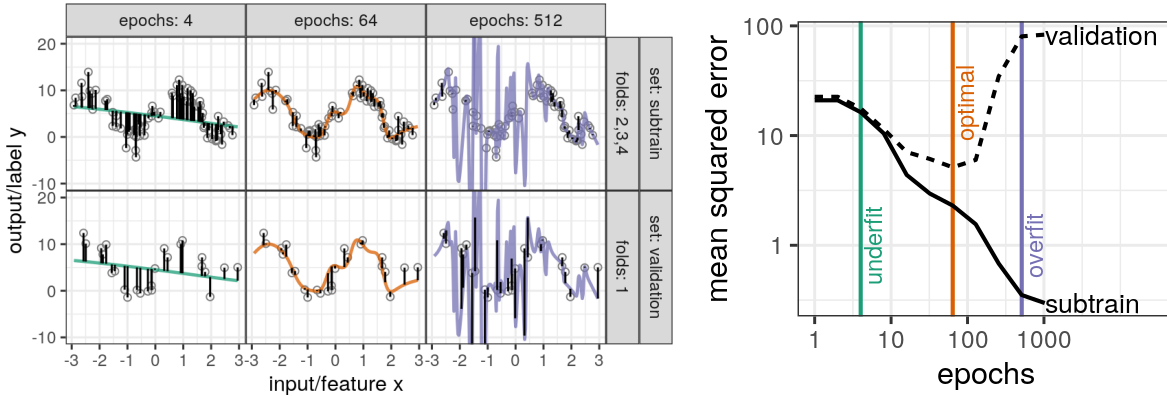 epochs: 4
epochs: 64
epochs: 512
output/label y
20
10
0
-10
folds: 2,3,4
set: subtrain
20
10
0
-10
folds: 1
set: validation
-3 -2 -1 0 1 2 3
-3 -2 -1 0 1 2 3
-3 -2 -1 0 1 2 3
input/feature x
mean squared error
100
10
1
validation
optimal
underfit
overfit
subtrain
1 10 100 1000
epochs